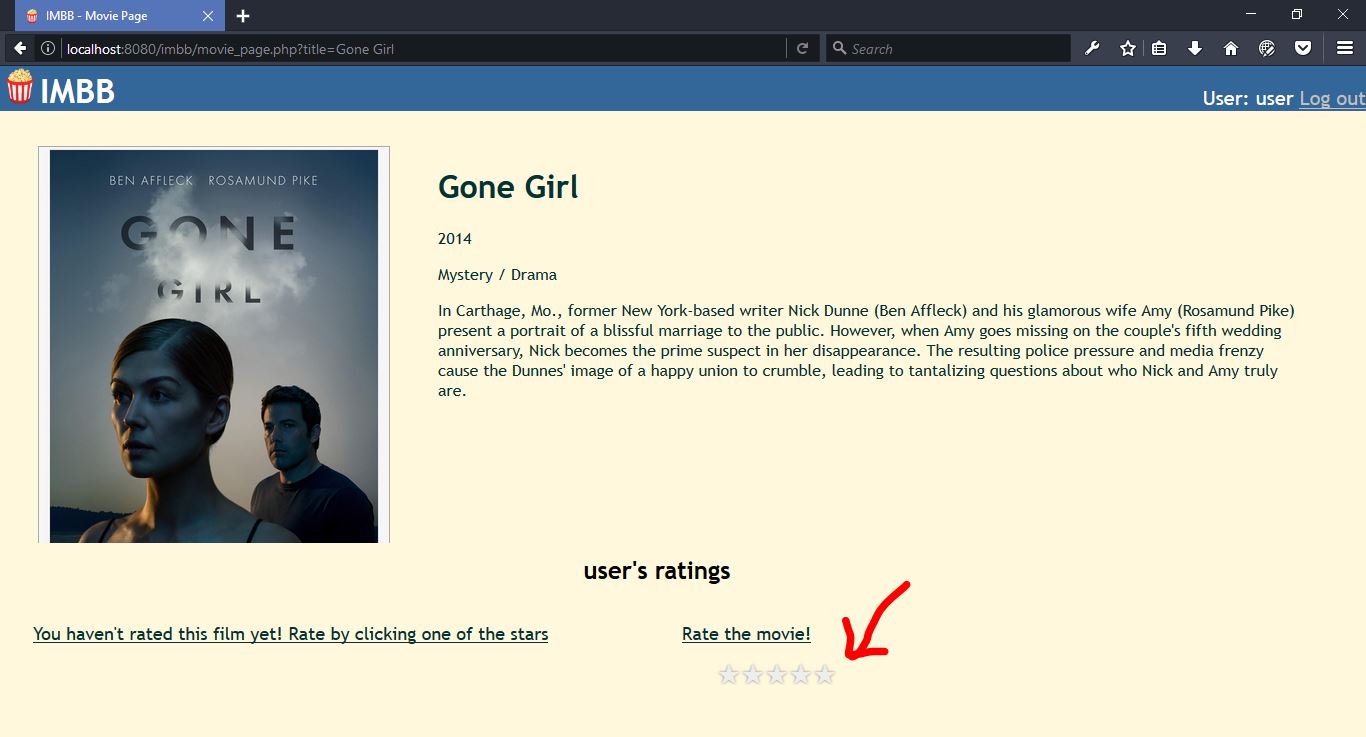 IMBB - Movie Page
localhost:8080/imbb/movie_page.php?title=Gone Girl
Search
IMBB
User: user Log out
BEN AFFLECK ROSAMUND PIKE
GONE
GIRL
Gone Girl
2014
Mystery / Drama
In Carthage, Mo., former New York-based writer Nick Dunne (Ben Affleck) and his glamorous wife Amy (Rosamund Pike)
present a portrait of a blissful marriage to the public. However, when Amy goes missing on the couple's fifth wedding
anniversary, Nick becomes the prime suspect in her disappearance. The resulting police pressure and media frenzy
cause the Dunnes' image of a happy union to crumble, leading to tantalizing questions about who Nick and Amy truly
are.
user's ratings
You haven't rated this film yet! Rate by clicking one of the stars
Rate the movie!